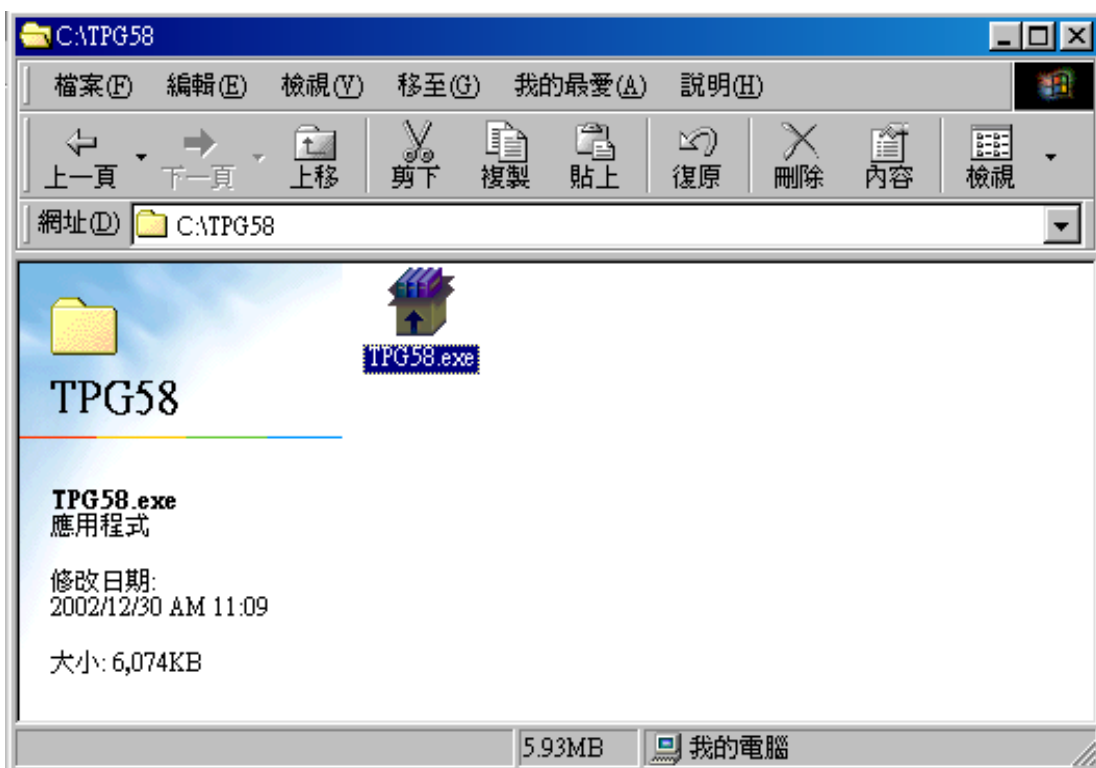 C:\TPG58
檔案(F) 編輯(E) 檢視(V) 移至(G) 我的最愛(A) 說明(H)
上一頁 下一頁 上移 剪下 複製 貼上 復原 刪除 內容 檢視
網址(D) C:\TPG58
TPG58.exe
TPG58
TPG58.exe
應用程式
修改日期:
2002/12/30 AM 11:09
大小: 6,074KB
5.93MB 我的電腦